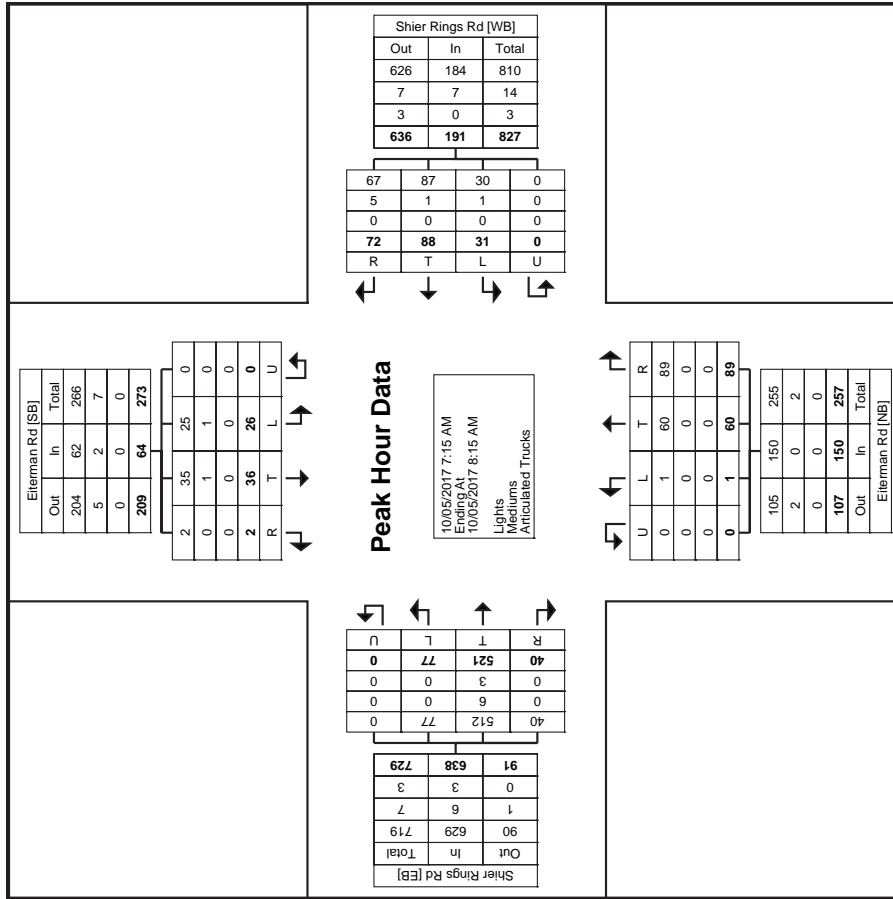 Shier Rings Rd [WB]
Out In Total
626 184 810
7 7 14
3 0 3
636 191 827
67 87 30 0
5 1 1 0
0 0 0 0
72 88 31 0
R T L U
Eiterman Rd [SB]
Out In Total
204 62 266
5 2 7
0 0 0
209 64 273
2 35 25 0
0 1 1 0
0 0 0 0
2 36 26 0
R T L U
Peak Hour Data
10/05/2017 7:15 AM
Ending At
10/05/2017 8:15 AM
Lights
Mediums
Articulated Trucks
U L T R
0 1 60 89
0 0 0 0
0 0 0 0
0 1 60 89
105 150 255
2 0 2
0 0 0
107 150 257
Out In Total
Eiterman Rd [NB]
U L T R
0 77 521 40
0 0 3 0
0 0 6 0
0 77 512 40
729 638 91
3 3 0
7 6 1
719 629 90
Total In Out
Shier Rings Rd [EB]